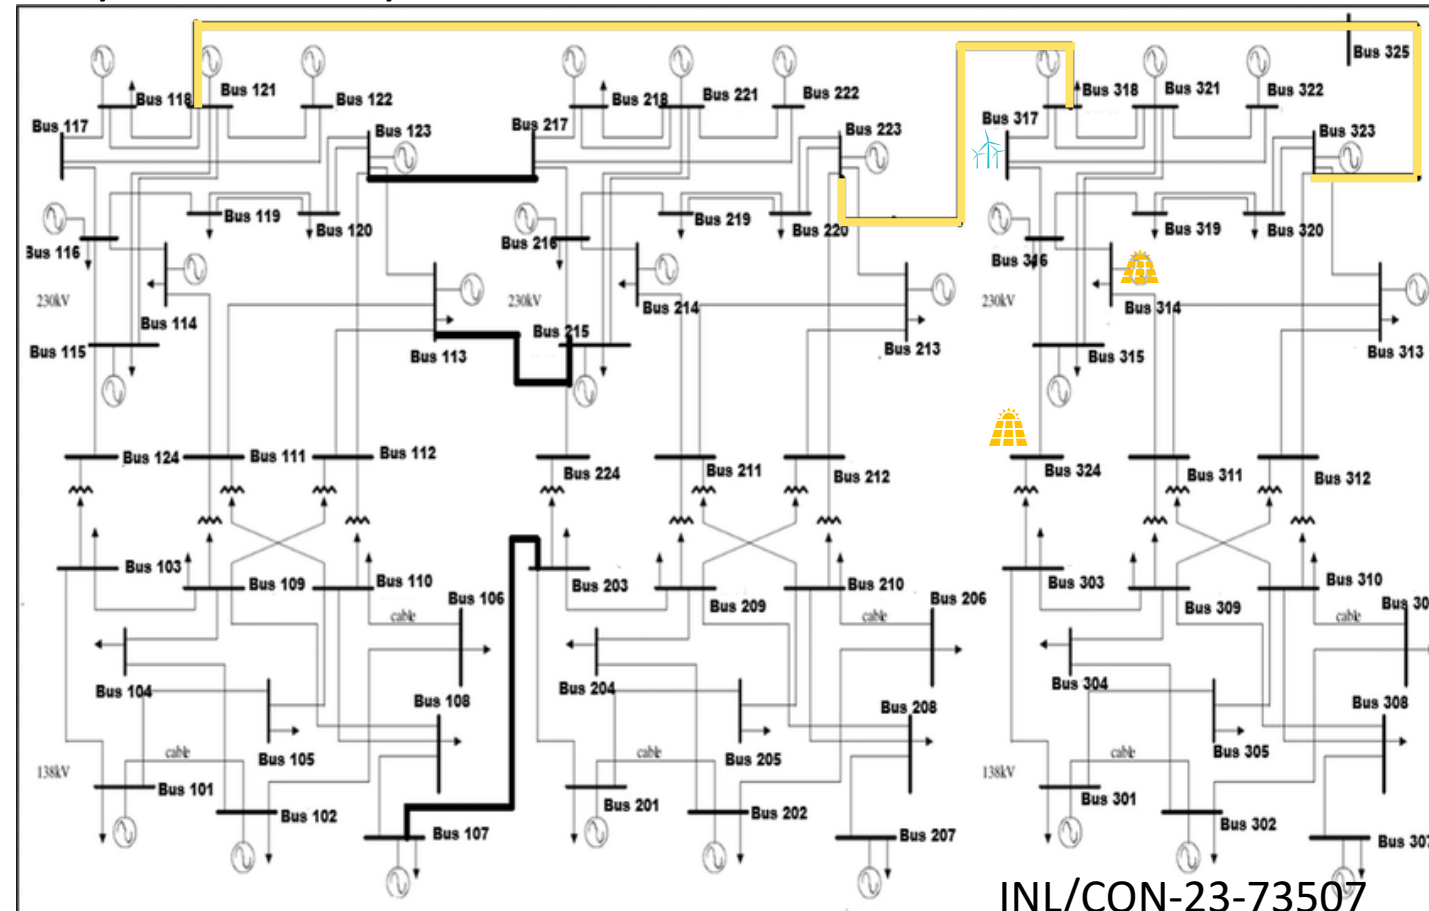 Bus 325
Bus 118
Bus 121
Bus 122
Bus 218
Bus 221
Bus 222
Bus 318
Bus 321
Bus 322
Bus 117
Bus 123
Bus 217
Bus 223
Bus 317
Bus 323
Bus 119
Bus 120
Bus 219
Bus 220
Bus 319
Bus 320
Bus 116
Bus 216
Bus 316
230kV
Bus 114
230kV
Bus 214
230kV
Bus 314
Bus 115
Bus 113
Bus 215
Bus 213
Bus 315
Bus 313
Bus 124
Bus 111
Bus 112
Bus 224
Bus 211
Bus 212
Bus 324
Bus 311
Bus 312
Bus 103
Bus 109
Bus 110
Bus 106
Bus 203
Bus 209
Bus 210
Bus 206
Bus 303
Bus 309
Bus 310
Bus 30
cable
cable
cable
Bus 104
Bus 108
Bus 204
Bus 208
Bus 304
Bus 308
Bus 105
Bus 205
Bus 305
138kV
cable
cable
138kV
cable
Bus 101
Bus 102
Bus 107
Bus 201
Bus 202
Bus 207
Bus 301
Bus 302
Bus 307
INL/CON-23-73507